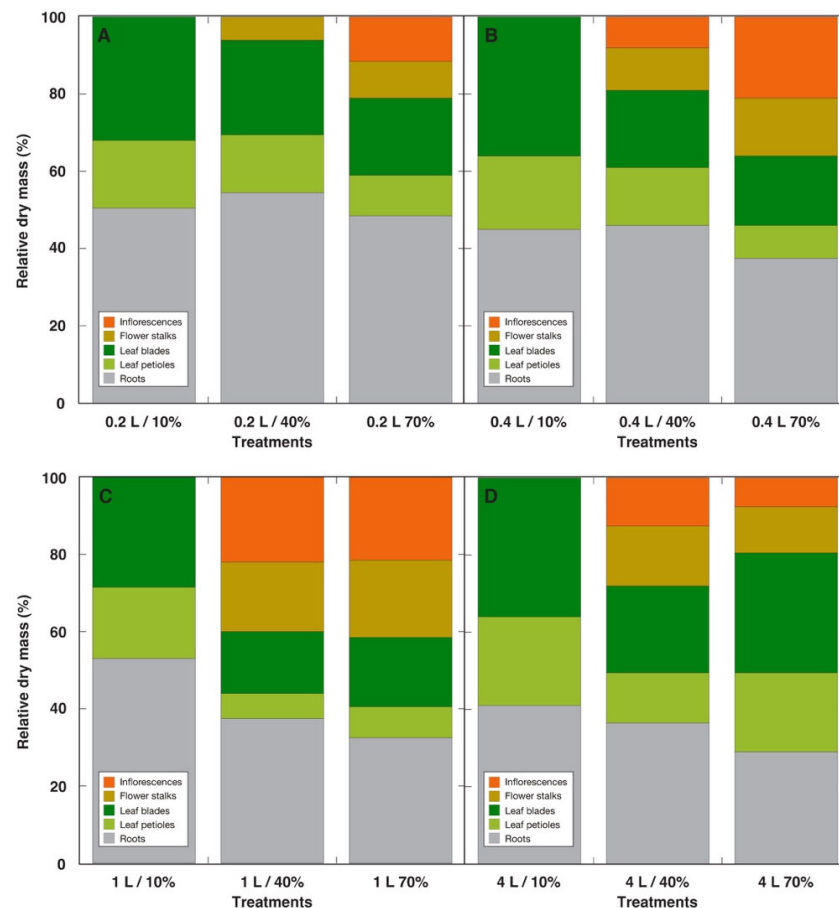 100
80
60
40
20
0
Relative dry mass (%)
A
Inflorescences
Flower stalks
Leaf blades
Leaf petioles
Roots
0.2 L / 10%
0.2 L / 40%
0.2 L 70%
Treatments
B
Inflorescences
Flower stalks
Leaf blades
Leaf petioles
Roots
0.4 L / 10%
0.4 L / 40%
0.4 L 70%
Treatments
100
80
60
40
20
0
Relative dry mass (%)
C
Inflorescences
Flower stalks
Leaf blades
Leaf petioles
Roots
1 L / 10%
1 L / 40%
1 L 70%
Treatments
D
Inflorescences
Flower stalks
Leaf blades
Leaf petioles
Roots
4 L / 10%
4 L / 40%
4 L 70%
Treatments